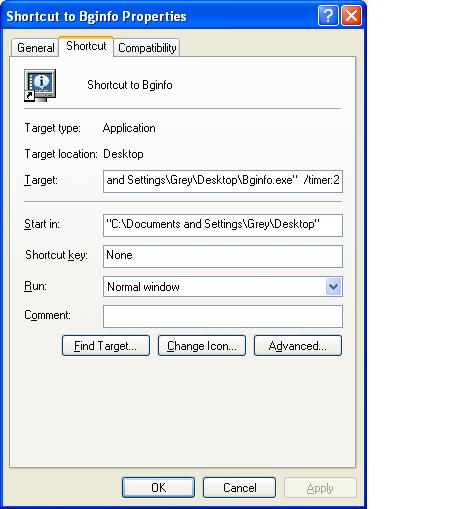 Shortcut to Bginfo Properties
General Shortcut Compatibility
Shortcut to Bginfo
Target type: Application
Target location: Desktop
Target: and Settings\Grey\Desktop\Bginfo.exe" /timer:2
Start in: "C:\Documents and Settings\Grey\Desktop"
Shortcut key: None
Run: Normal window
Comment:
Find Target... Change Icon... Advanced...
OK Cancel Apply